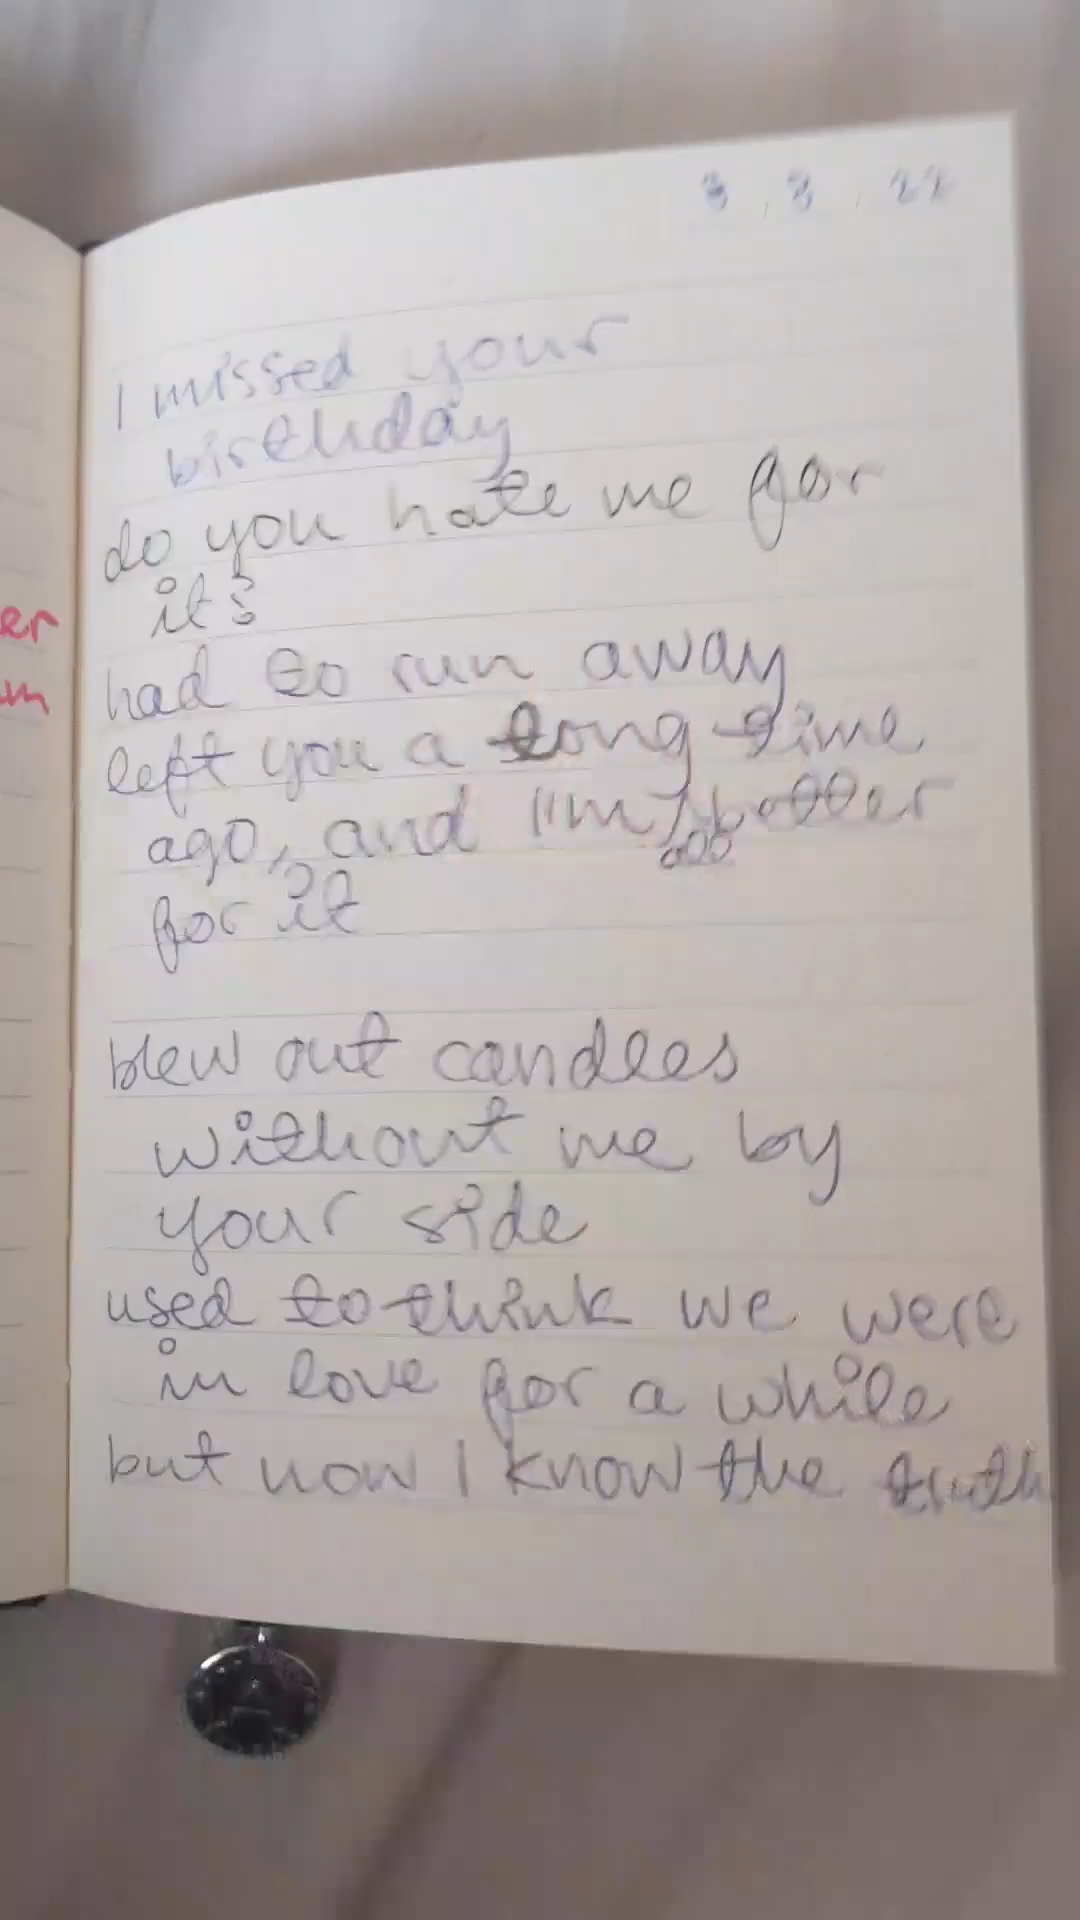 3.8.22
er
m
I missed your
birthday
do you hate me for
it?
had to run away
left you a long time
ago, and I'm better
for it
blew out candles
without me by
your side
used to think we were
in love for a while
but now I know the truth